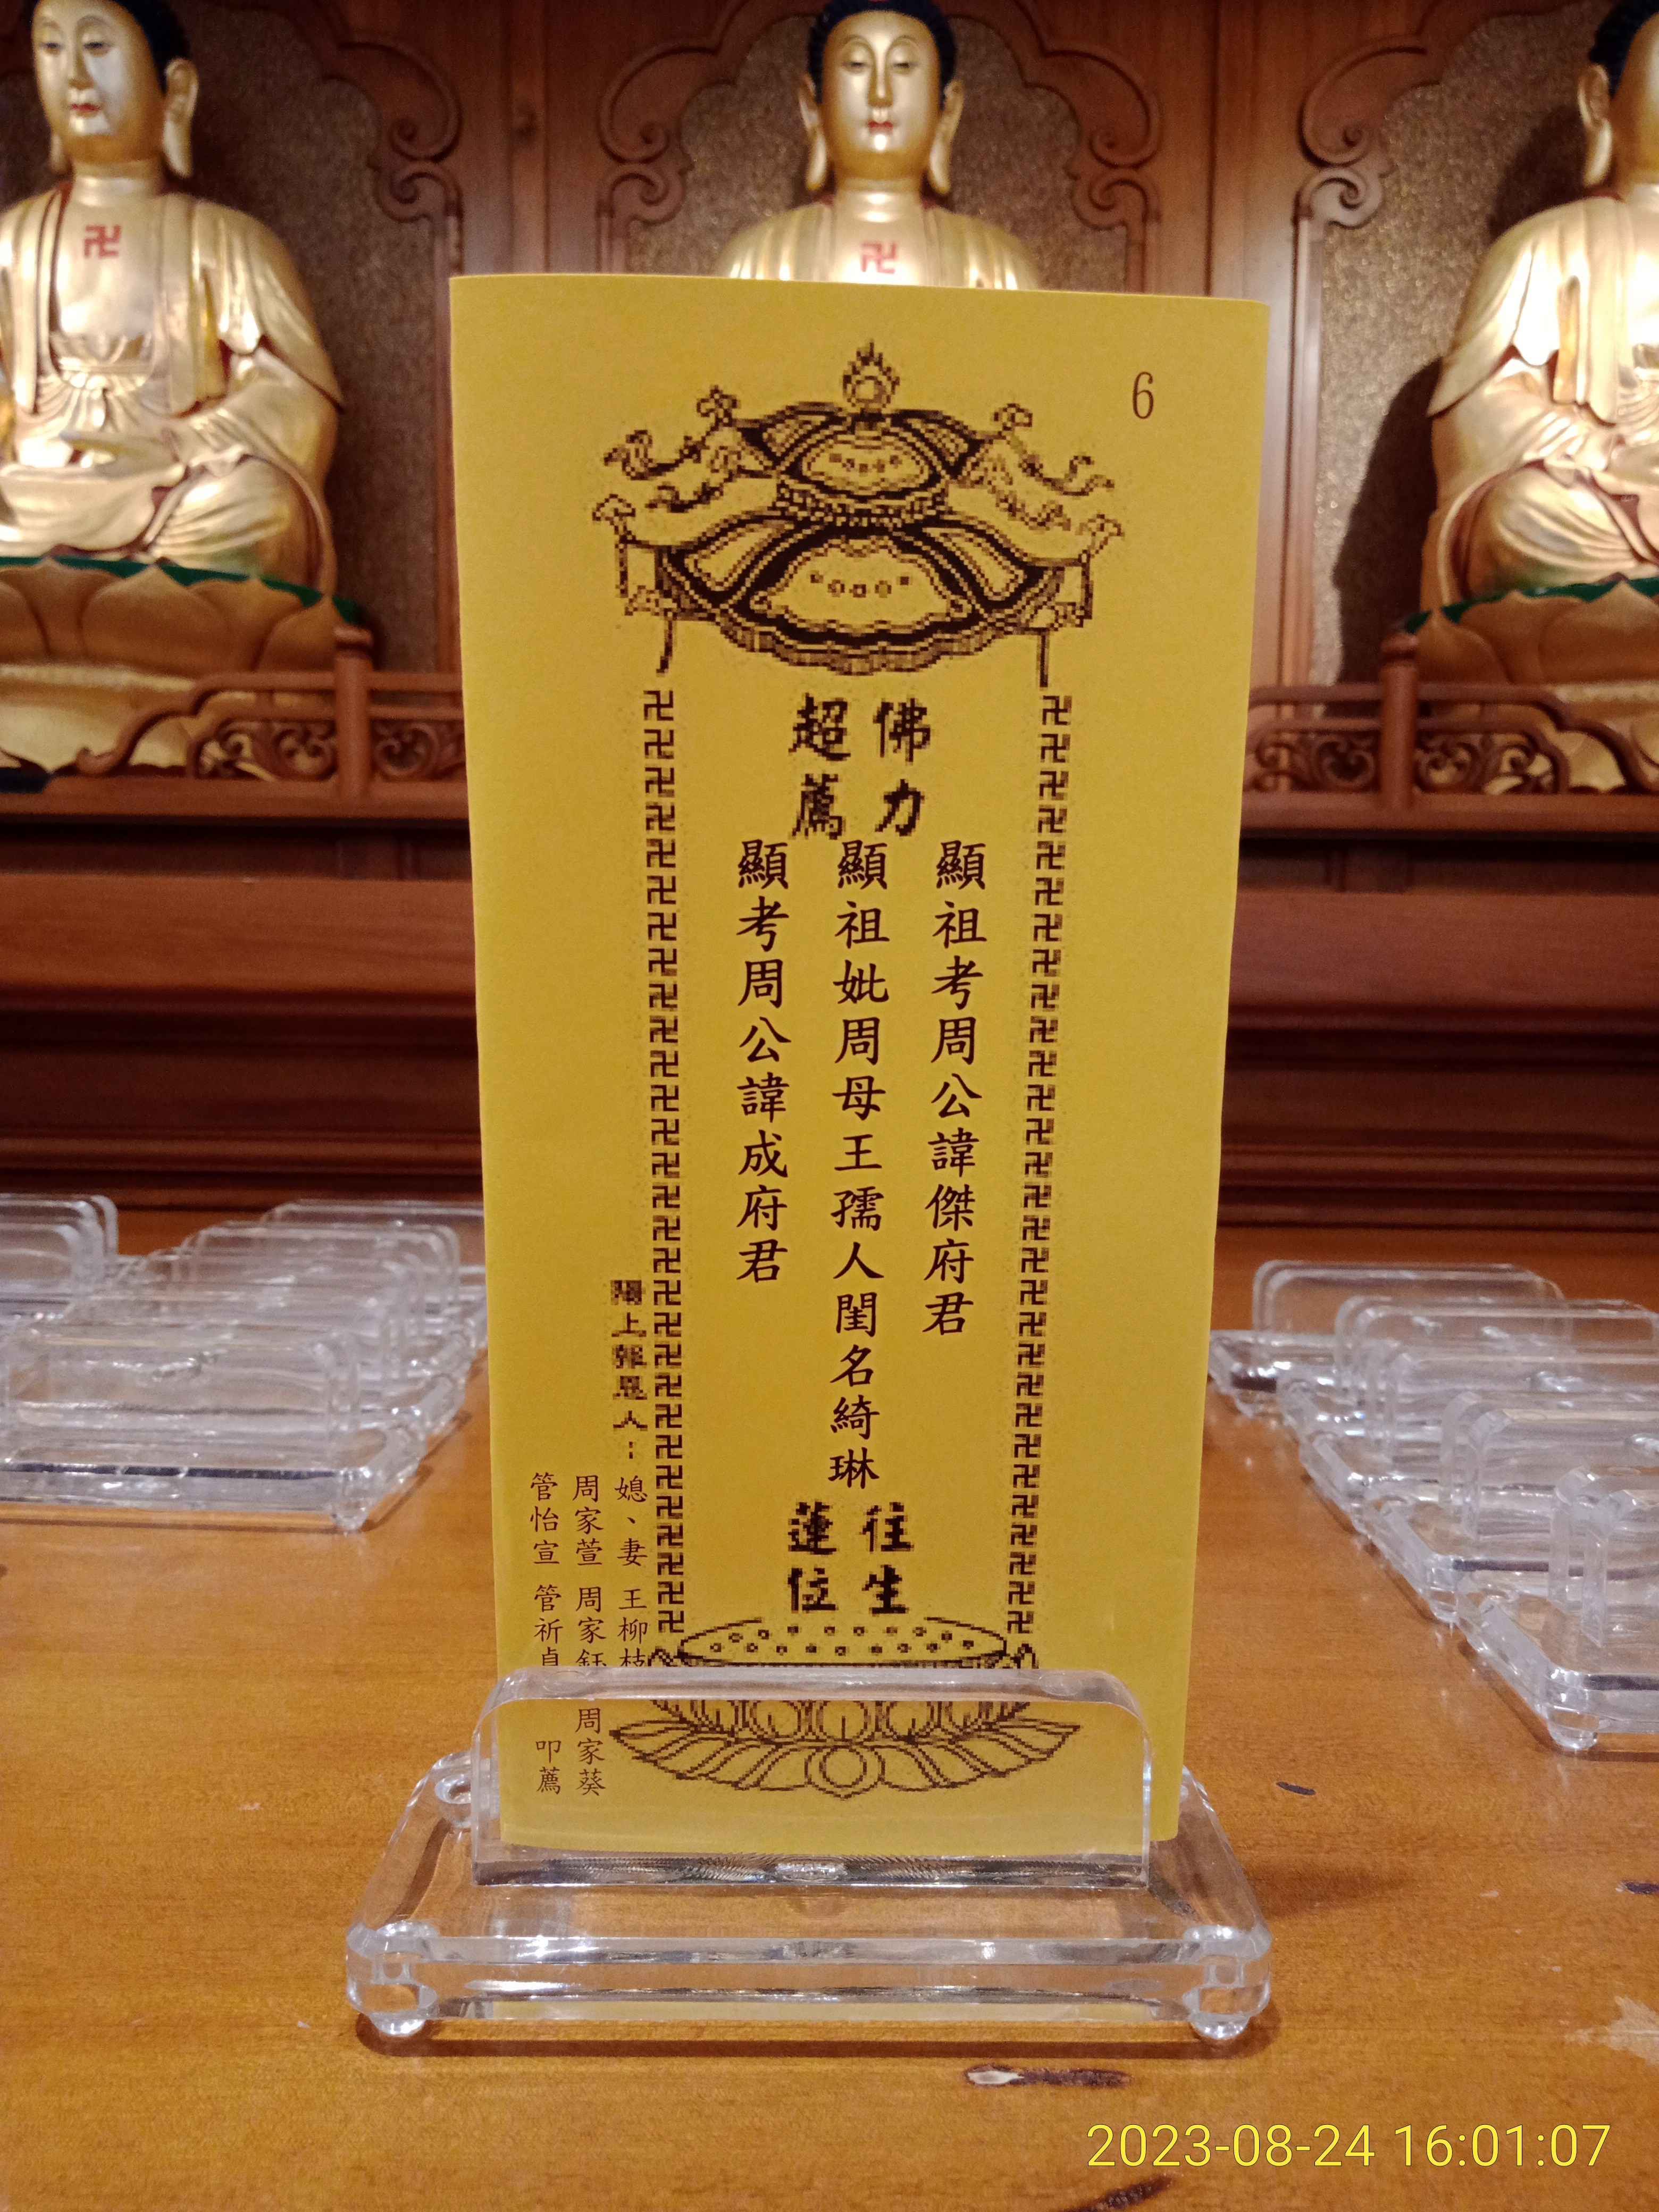 6
佛力超薦
顯祖考周公諱傑府君
顯祖妣周母王孺人閨名綺琳
顯考周公諱成府君
往生蓮位
陽上報恩人：
媳、妻 王柳枝
周家萱 周家鈺 周家葵
管怡宣 管祈貞 叩薦
2023-08-24 16:01:07